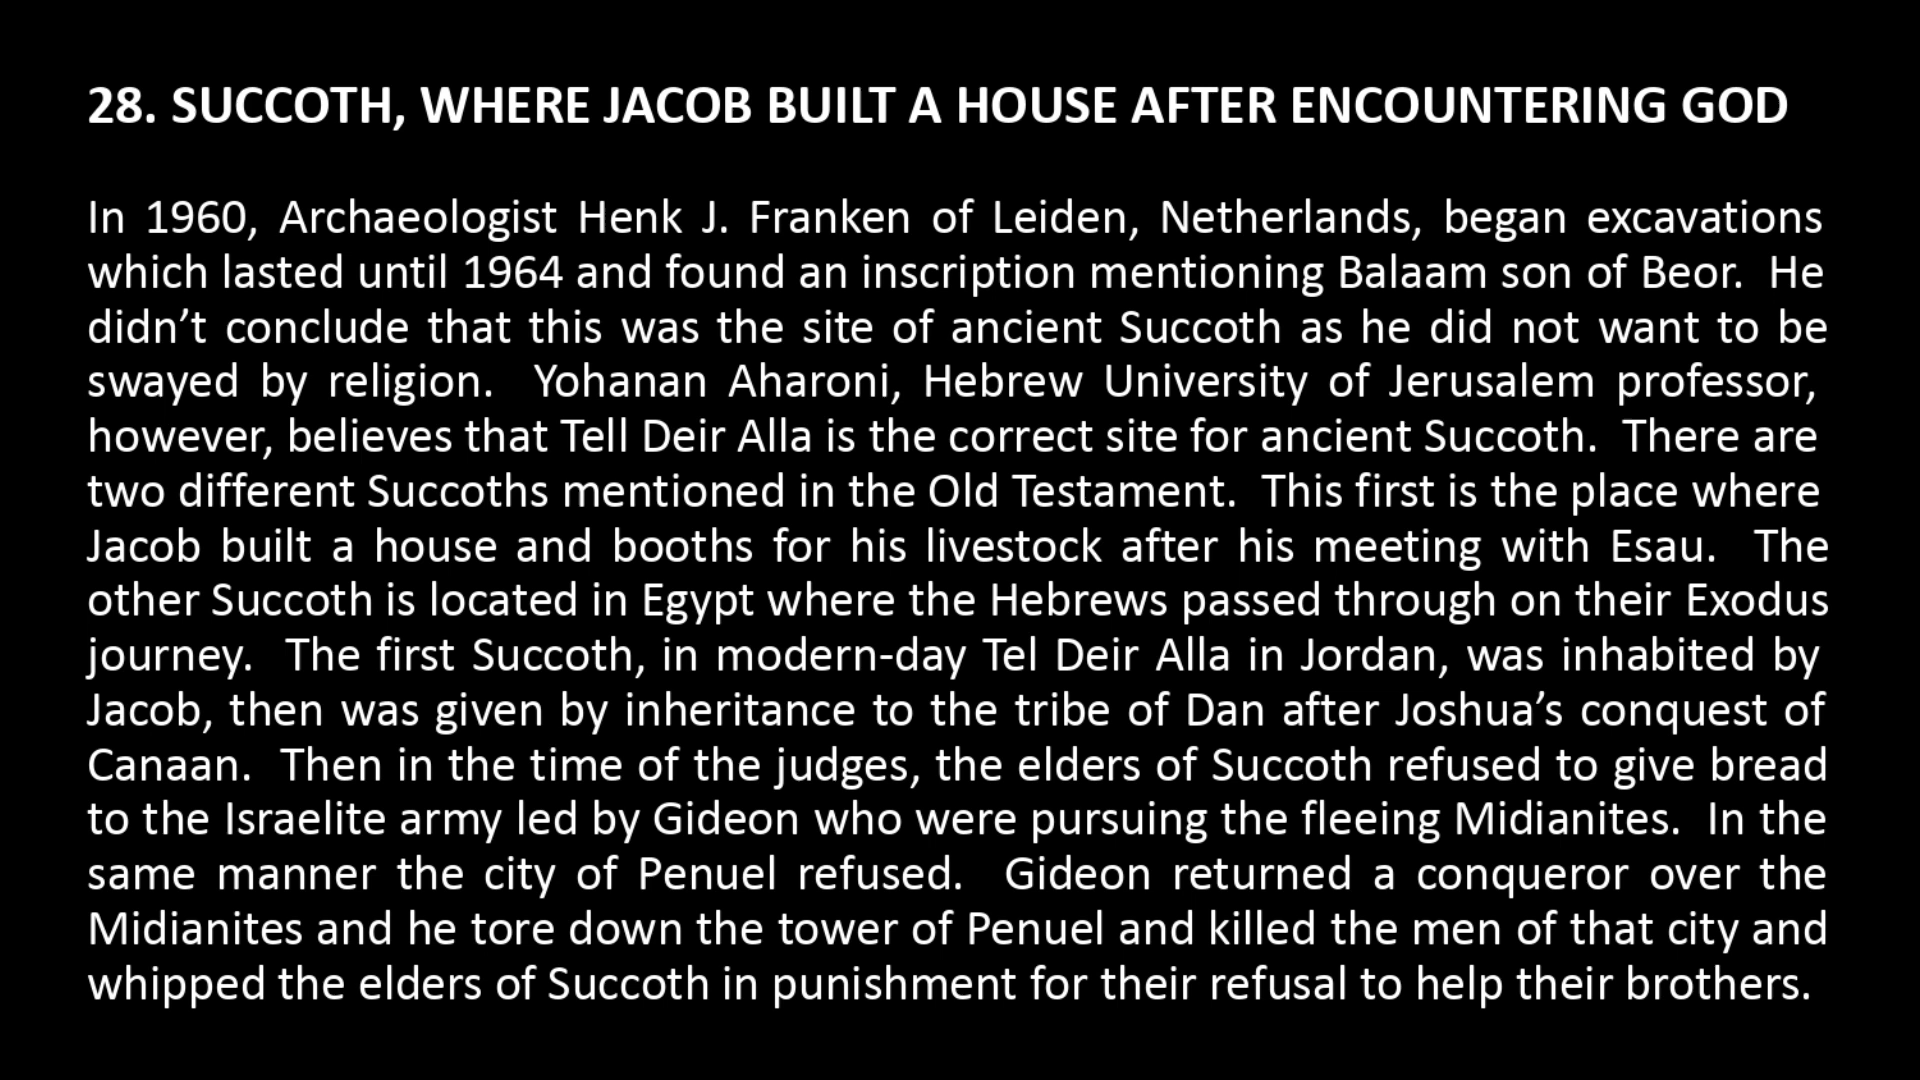 28. SUCCOTH, WHERE JACOB BUILT A HOUSE AFTER ENCOUNTERING GOD
In 1960, Archaeologist Henk J. Franken of Leiden, Netherlands, began excavations
which lasted until 1964 and found an inscription mentioning Balaam son of Beor.  He
didn’t conclude that this was the site of ancient Succoth as he did not want to be
swayed by religion.  Yohanan Aharoni, Hebrew University of Jerusalem professor,
however, believes that Tell Deir Alla is the correct site for ancient Succoth.  There are
two different Succoths mentioned in the Old Testament.  This first is the place where
Jacob built a house and booths for his livestock after his meeting with Esau.  The
other Succoth is located in Egypt where the Hebrews passed through on their Exodus
journey.  The first Succoth, in modern-day Tel Deir Alla in Jordan, was inhabited by
Jacob, then was given by inheritance to the tribe of Dan after Joshua’s conquest of
Canaan.  Then in the time of the judges, the elders of Succoth refused to give bread
to the Israelite army led by Gideon who were pursuing the fleeing Midianites.  In the
same manner the city of Penuel refused.  Gideon returned a conqueror over the
Midianites and he tore down the tower of Penuel and killed the men of that city and
whipped the elders of Succoth in punishment for their refusal to help their brothers.